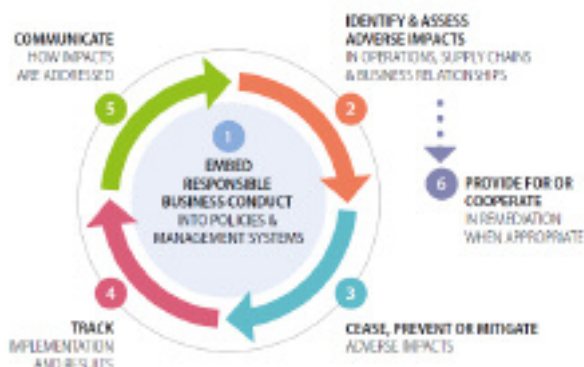 COMMUNICATE
HOW IMPACTS
ARE ADDRESSED
5
IDENTIFY & ASSESS
ADVERSE IMPACTS
IN OPERATIONS, SUPPLY CHAINS
& BUSINESS RELATIONSHIPS
2
1
EMBED
RESPONSIBLE
BUSINESS CONDUCT
INTO POLICIES &
MANAGEMENT SYSTEMS
6
PROVIDE FOR OR
COOPERATE
IN REMEDIATION
WHEN APPROPRIATE
4
TRACK
IMPLEMENTATION
AND RESULTS
3
CEASE, PREVENT OR MITIGATE
ADVERSE IMPACTS